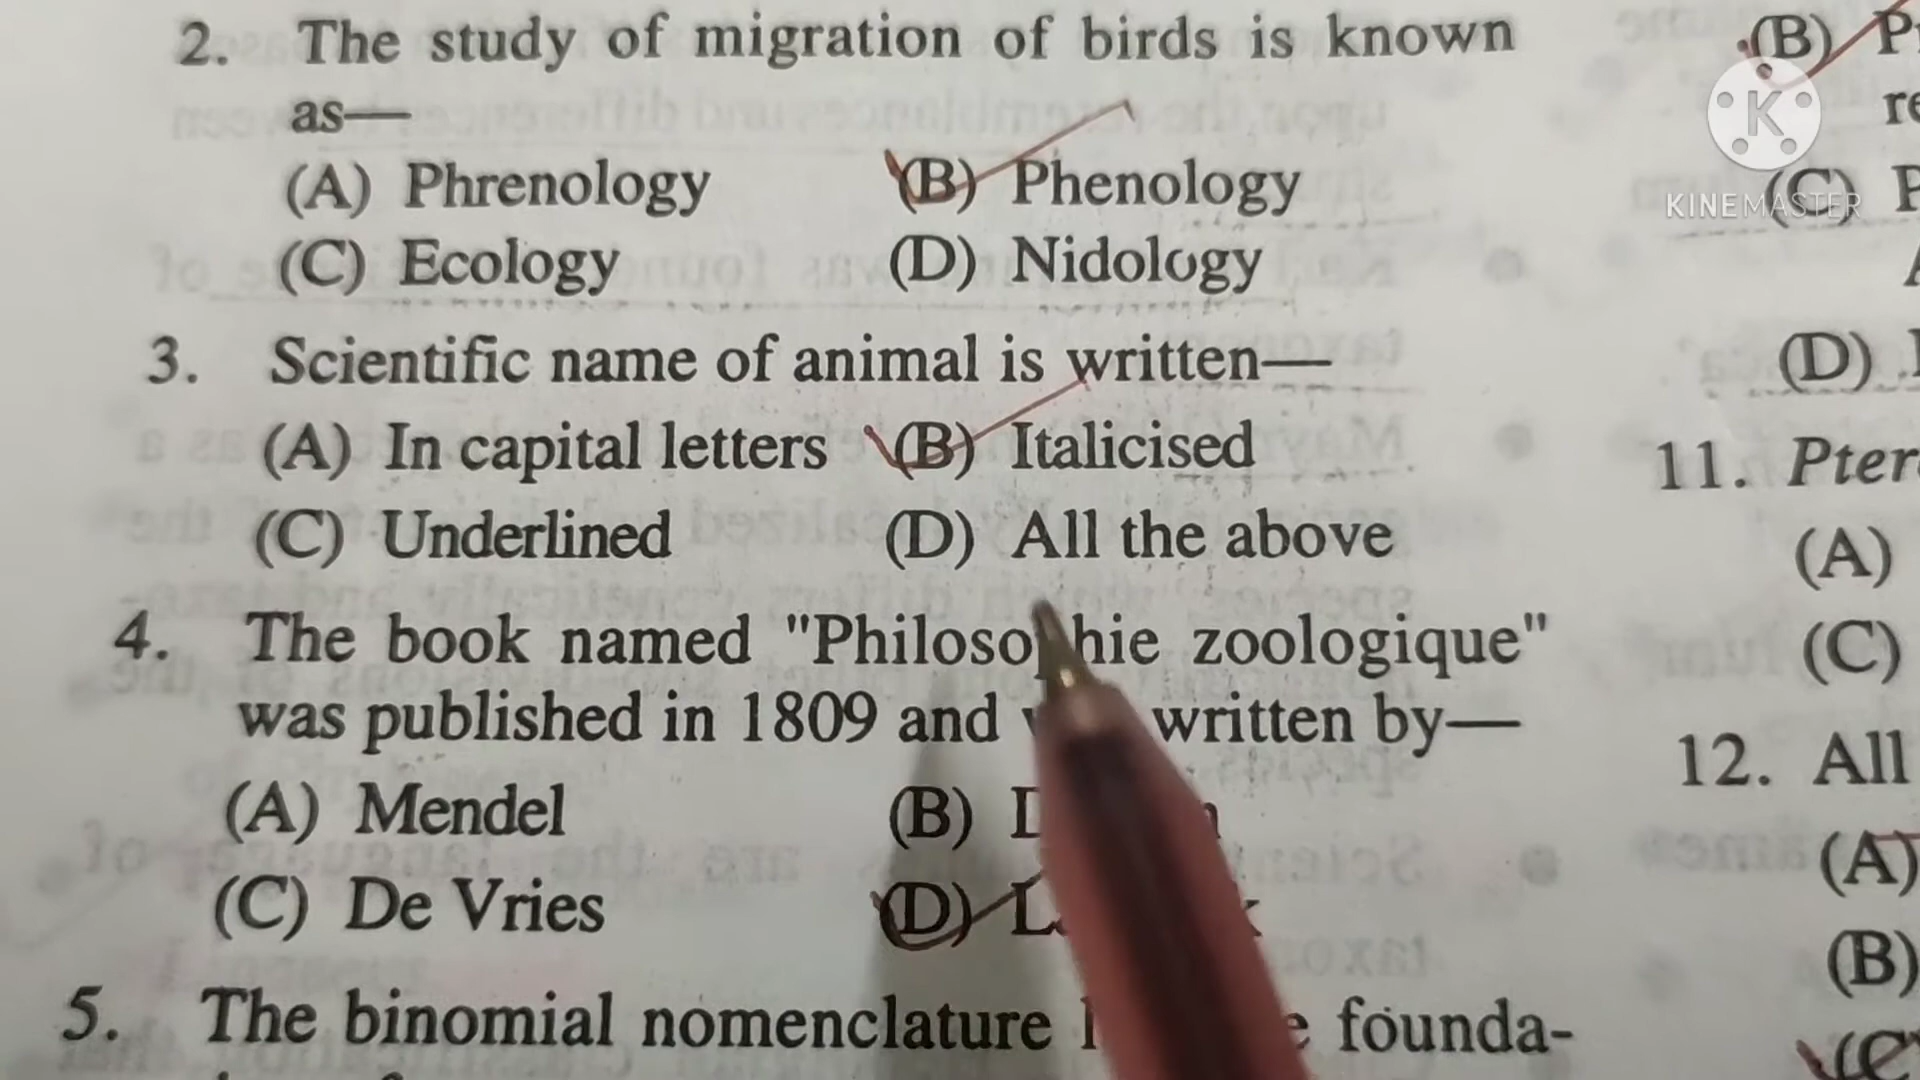 2. The study of migration of birds is known
as—
(A) Phrenology (B) Phenology
(C) Ecology (D) Nidology
3. Scientific name of animal is written—
(A) In capital letters (B) Italicised
(C) Underlined (D) All the above
4. The book named "Philoso hie zoologique"
was published in 1809 and written by—
(A) Mendel (B)
(C) De Vries (D)
5. The binomial nomenclature founda-
(B)
(C)
(D)
11. Pter
(A)
(C)
12. All
(A)
(B)
(C
K
KINEMASTER